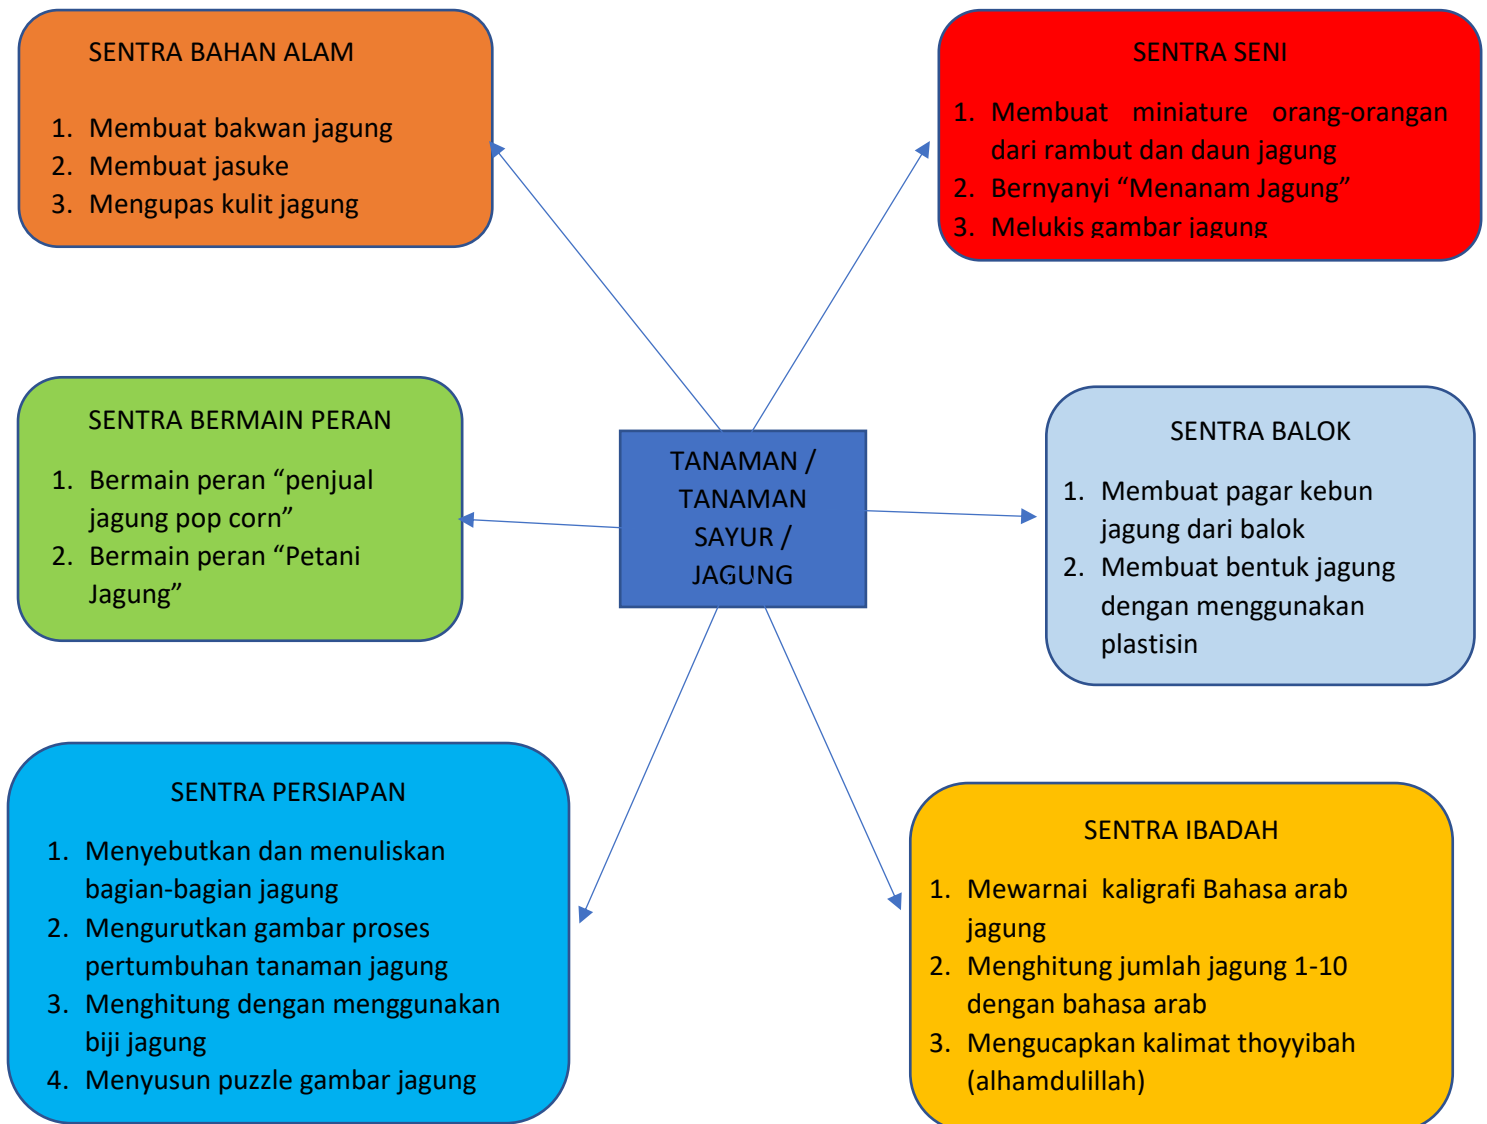 SENTRA BAHAN ALAM
1. Membuat bakwan jagung
2. Membuat jasuke
3. Mengupas kulit jagung
SENTRA SENI
1. Membuat miniature orang-orangan
dari rambut dan daun jagung
2. Bernyanyi “Menanam Jagung”
3. Melukis gambar jagung
SENTRA BERMAIN PERAN
1. Bermain peran “penjual
jagung pop corn”
2. Bermain peran “Petani
Jagung”
TANAMAN /
TANAMAN
SAYUR /
JAGUNG
SENTRA BALOK
1. Membuat pagar kebun
jagung dari balok
2. Membuat bentuk jagung
dengan menggunakan
plastisin
SENTRA PERSIAPAN
1. Menyebutkan dan menuliskan
bagian-bagian jagung
2. Mengurutkan gambar proses
pertumbuhan tanaman jagung
3. Menghitung dengan menggunakan
biji jagung
4. Menyusun puzzle gambar jagung
SENTRA IBADAH
1. Mewarnai kaligrafi Bahasa arab
jagung
2. Menghitung jumlah jagung 1-10
dengan bahasa arab
3. Mengucapkan kalimat thoyyibah
(alhamdulillah)